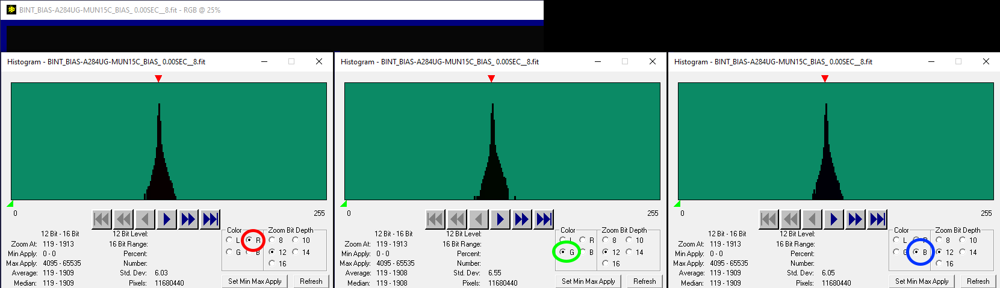 BINT_BIAS-A284UG-MUN15C_BIAS_ 0.00SEC__8.fit - RGB @ 25%
Histogram - BINT_BIAS-A284UG-MUN15C_BIAS_ 0.00SEC__8.fit
0 255
12 Bit - 16 Bit 12 Bit Level:
Zoom At: 119 - 1913 16 Bit Range:
Min Apply: 0 - 0 Percent:
Max Apply: 4095 - 65535 Number:
Average: 119 - 1909 Std. Dev: 6.03
Median: 119 - 1909 Pixels: 11680440
Color Zoom Bit Depth
L R 8 10
G B 12 14
16
Set Min Max Apply Refresh
Histogram - BINT_BIAS-A284UG-MUN15C_BIAS_ 0.00SEC__8.fit
0 255
12 Bit - 16 Bit 12 Bit Level:
Zoom At: 119 - 1913 16 Bit Range:
Min Apply: 0 - 0 Percent:
Max Apply: 4095 - 65535 Number:
Average: 119 - 1908 Std. Dev: 6.55
Median: 119 - 1908 Pixels: 11680440
Color Zoom Bit Depth
L R 8 10
G B 12 14
16
Set Min Max Apply Refresh
Histogram - BINT_BIAS-A284UG-MUN15C_BIAS_ 0.00SEC__8.fit
0 255
12 Bit - 16 Bit 12 Bit Level:
Zoom At: 119 - 1913 16 Bit Range:
Min Apply: 0 - 0 Percent:
Max Apply: 4095 - 65535 Number:
Average: 119 - 1909 Std. Dev: 6.05
Median: 119 - 1909 Pixels: 11680440
Color Zoom Bit Depth
L R 8 10
G B 12 14
16
Set Min Max Apply Refresh